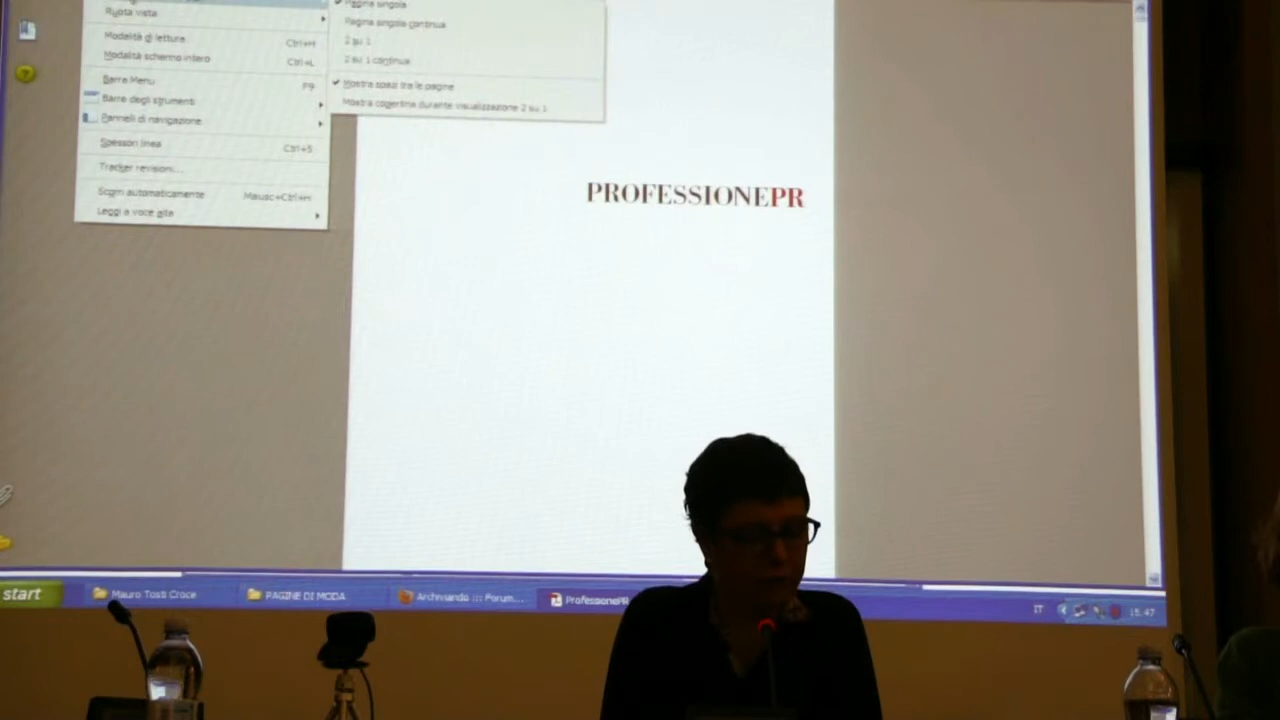 Ruota vista
Modalità di lettura Ctrl+H
Modalità schermo intero Ctrl+L
Barra Menu F9
Barre degli strumenti
Pannelli di navigazione
Spessori linea Ctrl+5
Tracker revisioni...
Scorri automaticamente Maiusc+Ctrl+H
Leggi a voce alta
Pagina singola
Pagina singola continua
2 su 1
2 su 1 continua
Mostra spazi tra le pagine
Mostra copertina durante visualizzazione 2 su 1
PROFESSIONEPR
start
Mauro Tosti Croce
PAGINE DI MODA
Archiviando ::: Forum...
ProfessionePR
IT
15.47